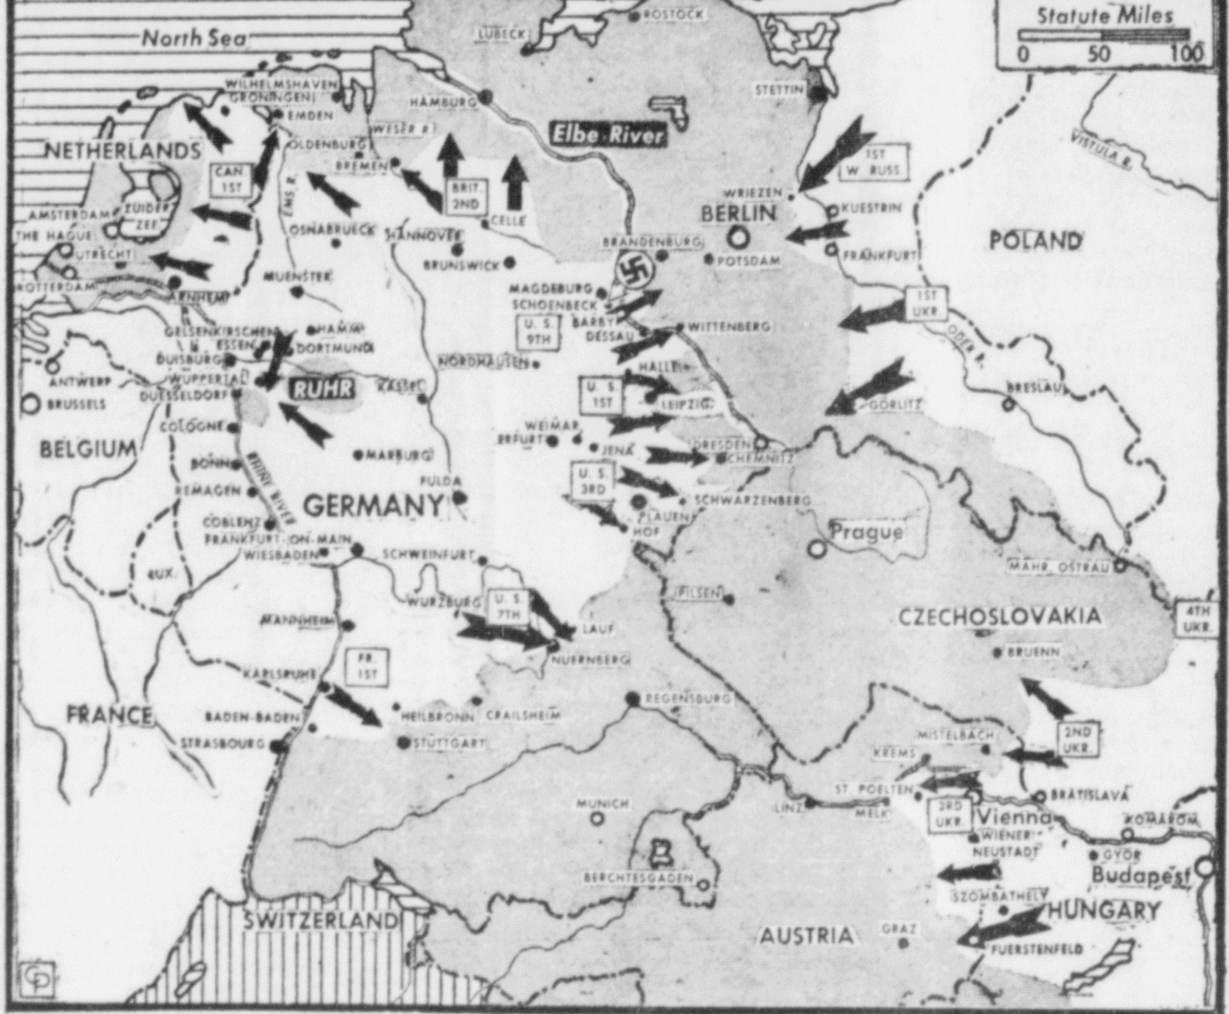 ROSTOCK
Statute Miles
0 50 100
North Sea
LUBECK
WILHELMSHAVEN
GRONINGEN
EMDEN
HAMBURG
STETTIN
Elbe River
WESER R.
OLDENBURG
BREMEN
NETHERLANDS
CAN.
1ST
EMS R.
BRIT.
2ND
CELLE
1ST
W. RUSS.
VISTULA R.
WRIEZEN
KUESTRIN
BERLIN
AMSTERDAM
ZUIDER
ZEE
THE HAGUE
UTRECHT
ROTTERDAM
ARNHEM
OSNABRUECK
HANNOVER
BRUNSWICK
MUENSTER
BRANDENBURG
POTSDAM
FRANKFURT
POLAND
MAGDEBURG
SCHOENBECK
BARBY
DESSAU
WITTENBERG
U. S.
9TH
1ST
UKR.
ODER R.
GELSENKIRCHEN
HAMM
ESSEN
DORTMUND
DUISBURG
WUPPERTAL
DUESSELDORF
RUHR
KASSEL
NORDHAUSEN
HALLE
U. S.
1ST
LEIPZIG
BRESLAU
GORLITZ
ANTWERP
BRUSSELS
BELGIUM
COLOGNE
BONN
REMAGEN
RHINE RIVER
COBLENZ
MARBURG
FULDA
WEIMAR
ERFURT
JENA
DRESDEN
CHEMNITZ
U. S.
3RD
SCHWARZENBERG
PLAUEN
HOF
GERMANY
FRANKFURT-ON-MAIN
WIESBADEN
SCHWEINFURT
Prague
MAHR. OSTRAU
LUX.
WURZBURG
U. S.
7TH
LAUF
NUERNBERG
PILSEN
CZECHOSLOVAKIA
BRUENN
4TH
UKR.
MANNHEIM
KARLSRUHE
FR.
1ST
FRANCE
BADEN-BADEN
STRASBOURG
HEILBRONN
CRAILSHEIM
STUTTGART
REGENSBURG
MISTELBACH
KREMS
2ND
UKR.
MUNICH
LINZ
ST. POELTEN
MELK
3RD
UKR.
Vienna
BRATISLAVA
KOMAROM
WIENER
NEUSTADT
GYOR
Budapest
BERCHTESGADEN
SZOMBATHELY
HUNGARY
SWITZERLAND
AUSTRIA
GRAZ
FUERSTENFELD